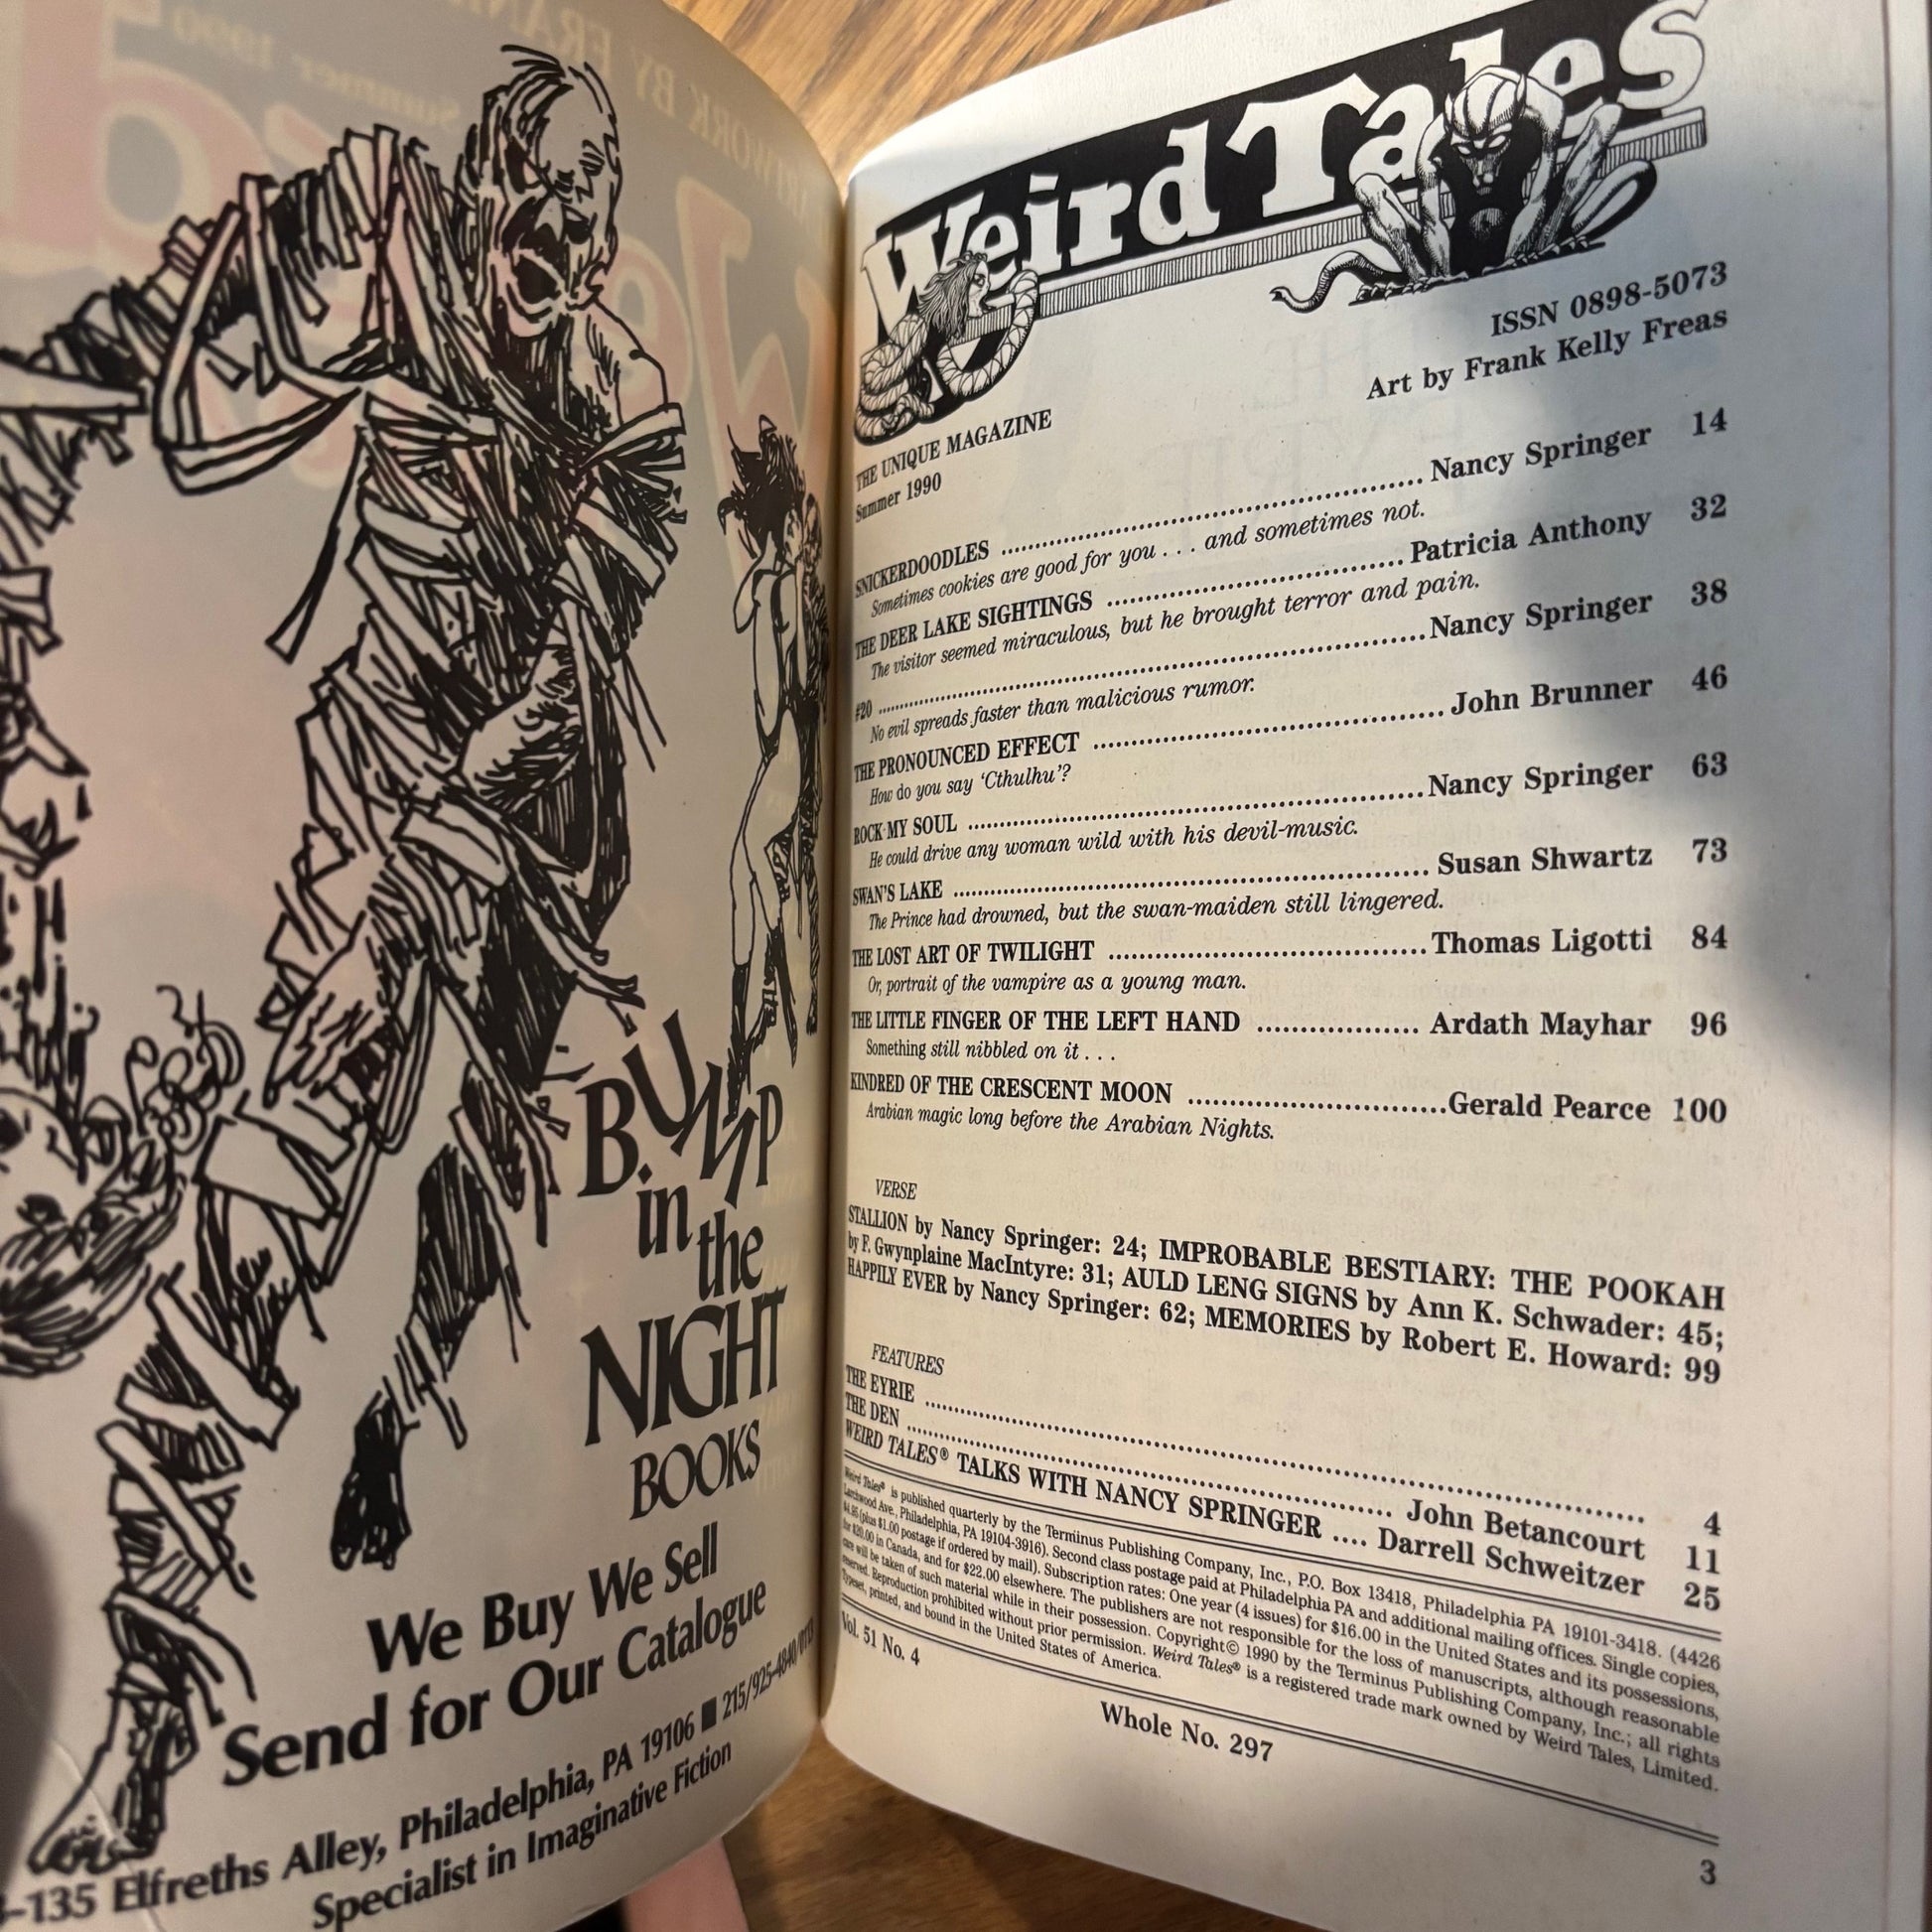 BUMP
in
the
NIGHT
BOOKS
We Buy We Sell
Send for Our Catalogue
-135 Elfreths Alley, Philadelphia, PA 19106 ■ 215/925-4840/
Specialist in Imaginative Fiction
Weird Tales
ISSN 0898-5073
Art by Frank Kelly Freas
THE UNIQUE MAGAZINE
Summer 1990
SNICKERDOODLES ........ Nancy Springer 14
Sometimes cookies are good for you . . . and sometimes not.
THE DEER LAKE SIGHTINGS ........ Patricia Anthony 32
The visitor seemed miraculous, but he brought terror and pain.
#20 ........ Nancy Springer 38
No evil spreads faster than malicious rumor.
THE PRONOUNCED EFFECT ........ John Brunner 46
How do you say 'Cthulhu'?
ROCK MY SOUL ........ Nancy Springer 63
He could drive any woman wild with his devil-music.
SWAN'S LAKE ........ Susan Shwartz 73
The Prince had drowned, but the swan-maiden still lingered.
THE LOST ART OF TWILIGHT ........ Thomas Ligotti 84
Or, portrait of the vampire as a young man.
THE LITTLE FINGER OF THE LEFT HAND ........ Ardath Mayhar 96
Something still nibbled on it . . .
KINDRED OF THE CRESCENT MOON ........ Gerald Pearce 100
Arabian magic long before the Arabian Nights.
VERSE
STALLION by Nancy Springer: 24; IMPROBABLE BESTIARY: THE POOKAH
by F. Gwynplaine MacIntyre: 31; AULD LENG SIGNS by Ann K. Schwader: 45;
HAPPILY EVER by Nancy Springer: 62; MEMORIES by Robert E. Howard: 99
FEATURES
THE EYRIE ........ 4
THE DEN ........ John Betancourt 11
WEIRD TALES® TALKS WITH NANCY SPRINGER .... Darrell Schweitzer 25
Weird Tales® is published quarterly by the Terminus Publishing Company, Inc., P.O. Box 13418, Philadelphia PA 19101-3418. (4426
Larchwood Ave., Philadelphia, PA 19104-3916). Second class postage paid at Philadelphia PA and additional mailing offices. Single copies,
$4.95 (plus $1.00 postage if ordered by mail). Subscription rates: One year (4 issues) for $16.00 in the United States and its possessions,
for $20.00 in Canada, and for $22.00 elsewhere. The publishers are not responsible for the loss of manuscripts, although reasonable
care will be taken of such material while in their possession. Copyright © 1990 by the Terminus Publishing Company, Inc.; all rights
reserved. Reproduction prohibited without prior permission. Weird Tales® is a registered trade mark owned by Weird Tales, Limited.
Typeset, printed, and bound in the United States of America.
Vol. 51 No. 4
Whole No. 297
3